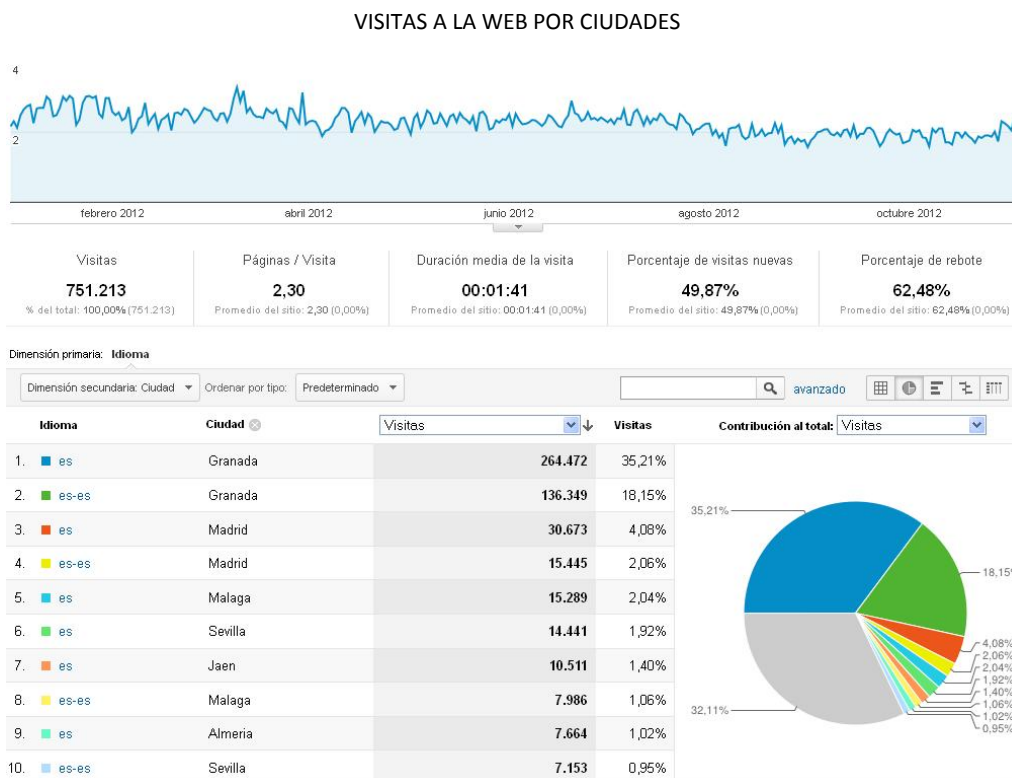 VISITAS A LA WEB POR CIUDADES
4
2
febrero 2012 abril 2012 junio 2012 agosto 2012 octubre 2012
Visitas Páginas / Visita Duración media de la visita Porcentaje de visitas nuevas Porcentaje de rebote
751.213 2,30 00:01:41 49,87% 62,48%
% del total: 100,00% (751.213) Promedio del sitio: 2,30 (0,00%) Promedio del sitio: 00:01:41 (0,00%) Promedio del sitio: 49,87% (0,00%) Promedio del sitio: 62,48% (0,00%)
Dimensión primaria: Idioma
Dimensión secundaria: Ciudad Ordenar por tipo: Predeterminado avanzado
Idioma Ciudad Visitas Visitas Contribución al total: Visitas
1. es Granada 264.472 35,21%
2. es-es Granada 136.349 18,15%
3. es Madrid 30.673 4,08%
4. es-es Madrid 15.445 2,06%
5. es Malaga 15.289 2,04%
6. es Sevilla 14.441 1,92%
7. es Jaen 10.511 1,40%
8. es-es Malaga 7.986 1,06%
9. es Almeria 7.664 1,02%
10. es-es Sevilla 7.153 0,95%
35,21%
18,15%
4,08%
2,06%
2,04%
1,92%
1,40%
1,06%
1,02%
0,95%
32,11%